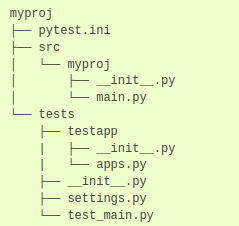 myproj
├── pytest.ini
├── src
│   └── myproj
│       ├── __init__.py
│       └── main.py
└── tests
    ├── testapp
    |   ├── __init__.py
    |   └── apps.py
    ├── __init__.py
    ├── settings.py
    └── test_main.py